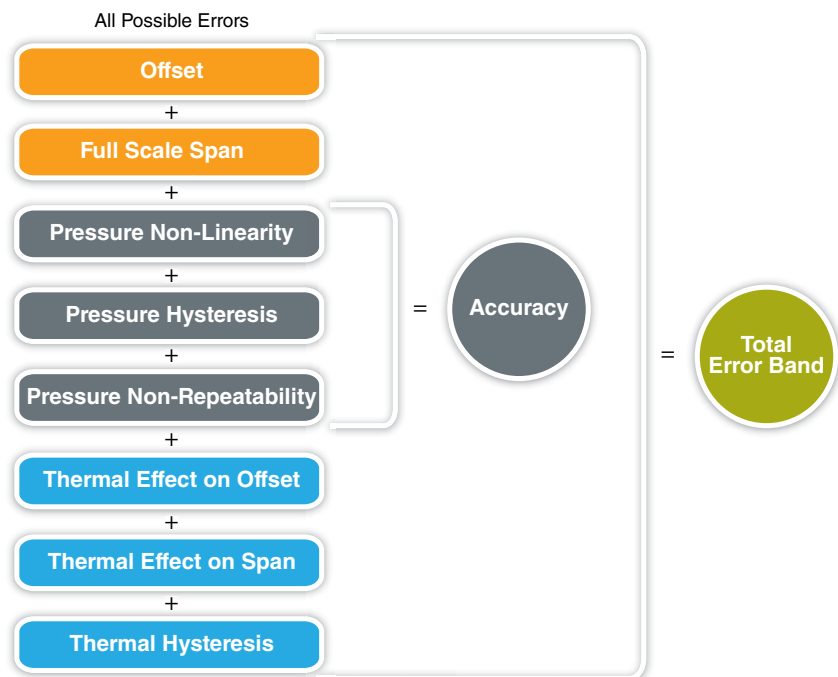 All Possible Errors
Offset
+
Full Scale Span
+
Pressure Non-Linearity
+
Pressure Hysteresis
+
Pressure Non-Repeatability
+
Thermal Effect on Offset
+
Thermal Effect on Span
+
Thermal Hysteresis
=
Accuracy
=
Total
Error Band